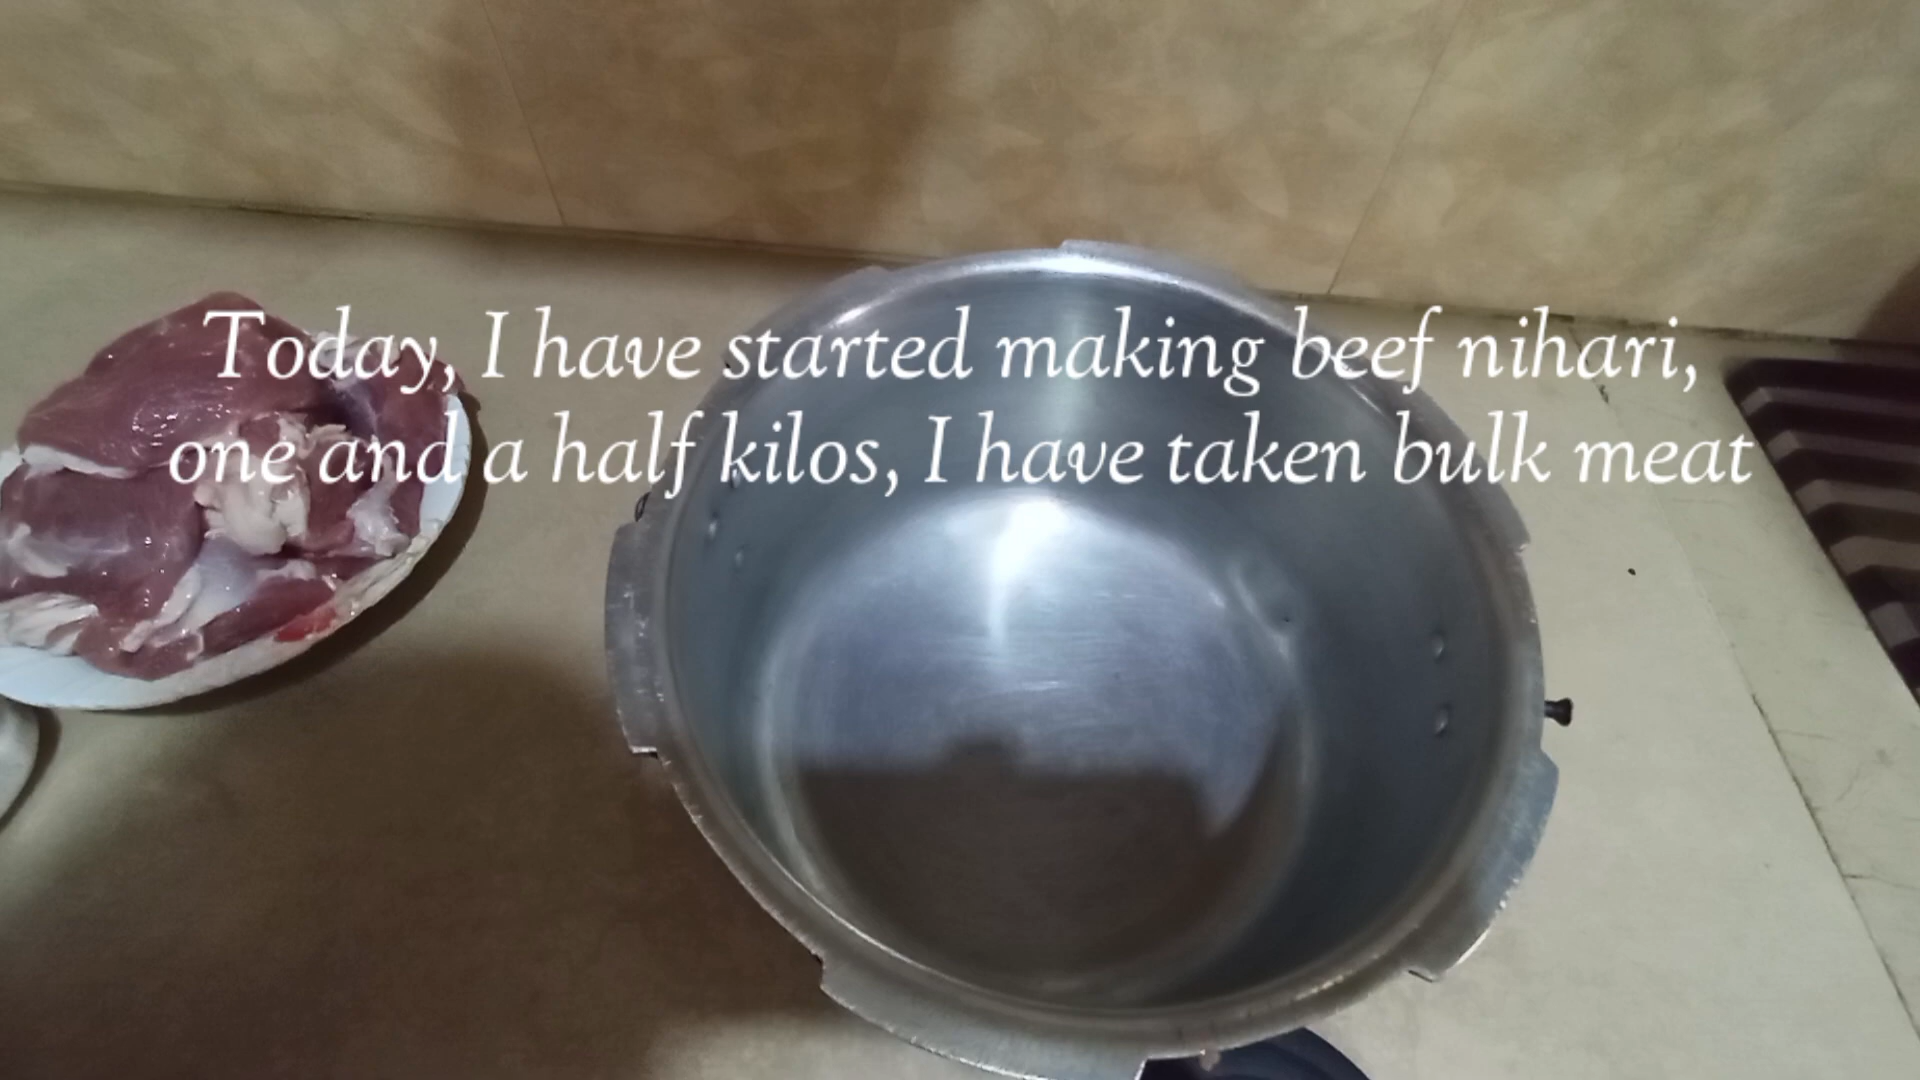 Today, I have started making beef nihari,
one and a half kilos, I have taken bulk meat